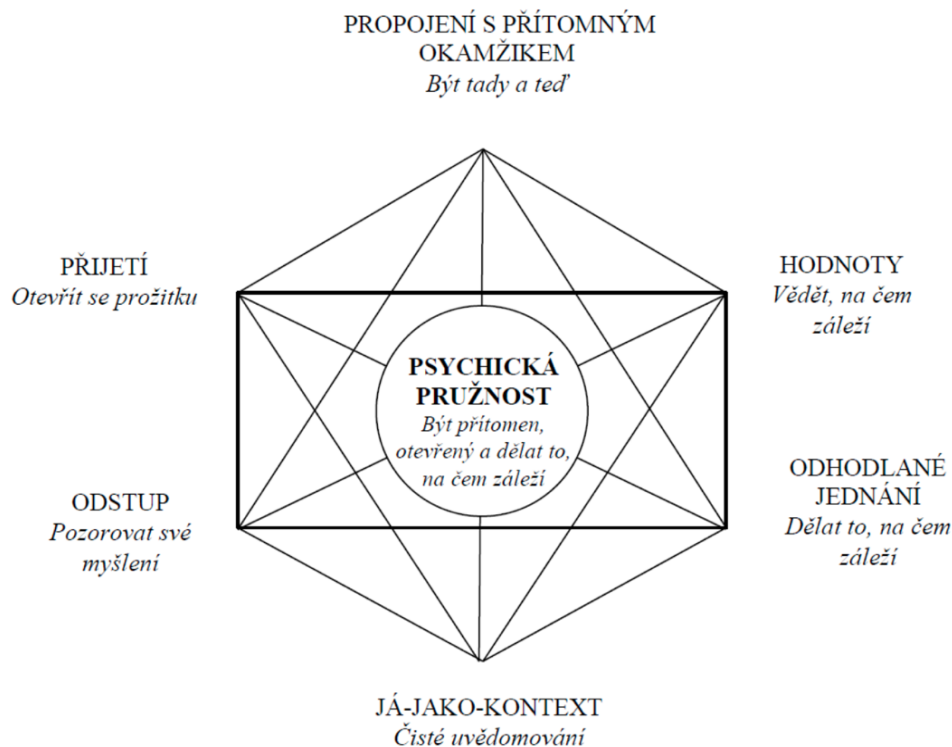 PROPOJENÍ S PŘÍTOMNÝM
OKAMŽIKEM
Být tady a teď
PŘIJETÍ
Otevřít se prožitku
HODNOTY
Vědět, na čem
záleží
PSYCHICKÁ
PRUŽNOST
Být přítomen,
otevřený a dělat to,
na čem záleží
ODSTUP
Pozorovat své
myšlení
ODHODLANÉ
JEDNÁNÍ
Dělat to, na čem
záleží
JÁ-JAKO-KONTEXT
Čisté uvědomování